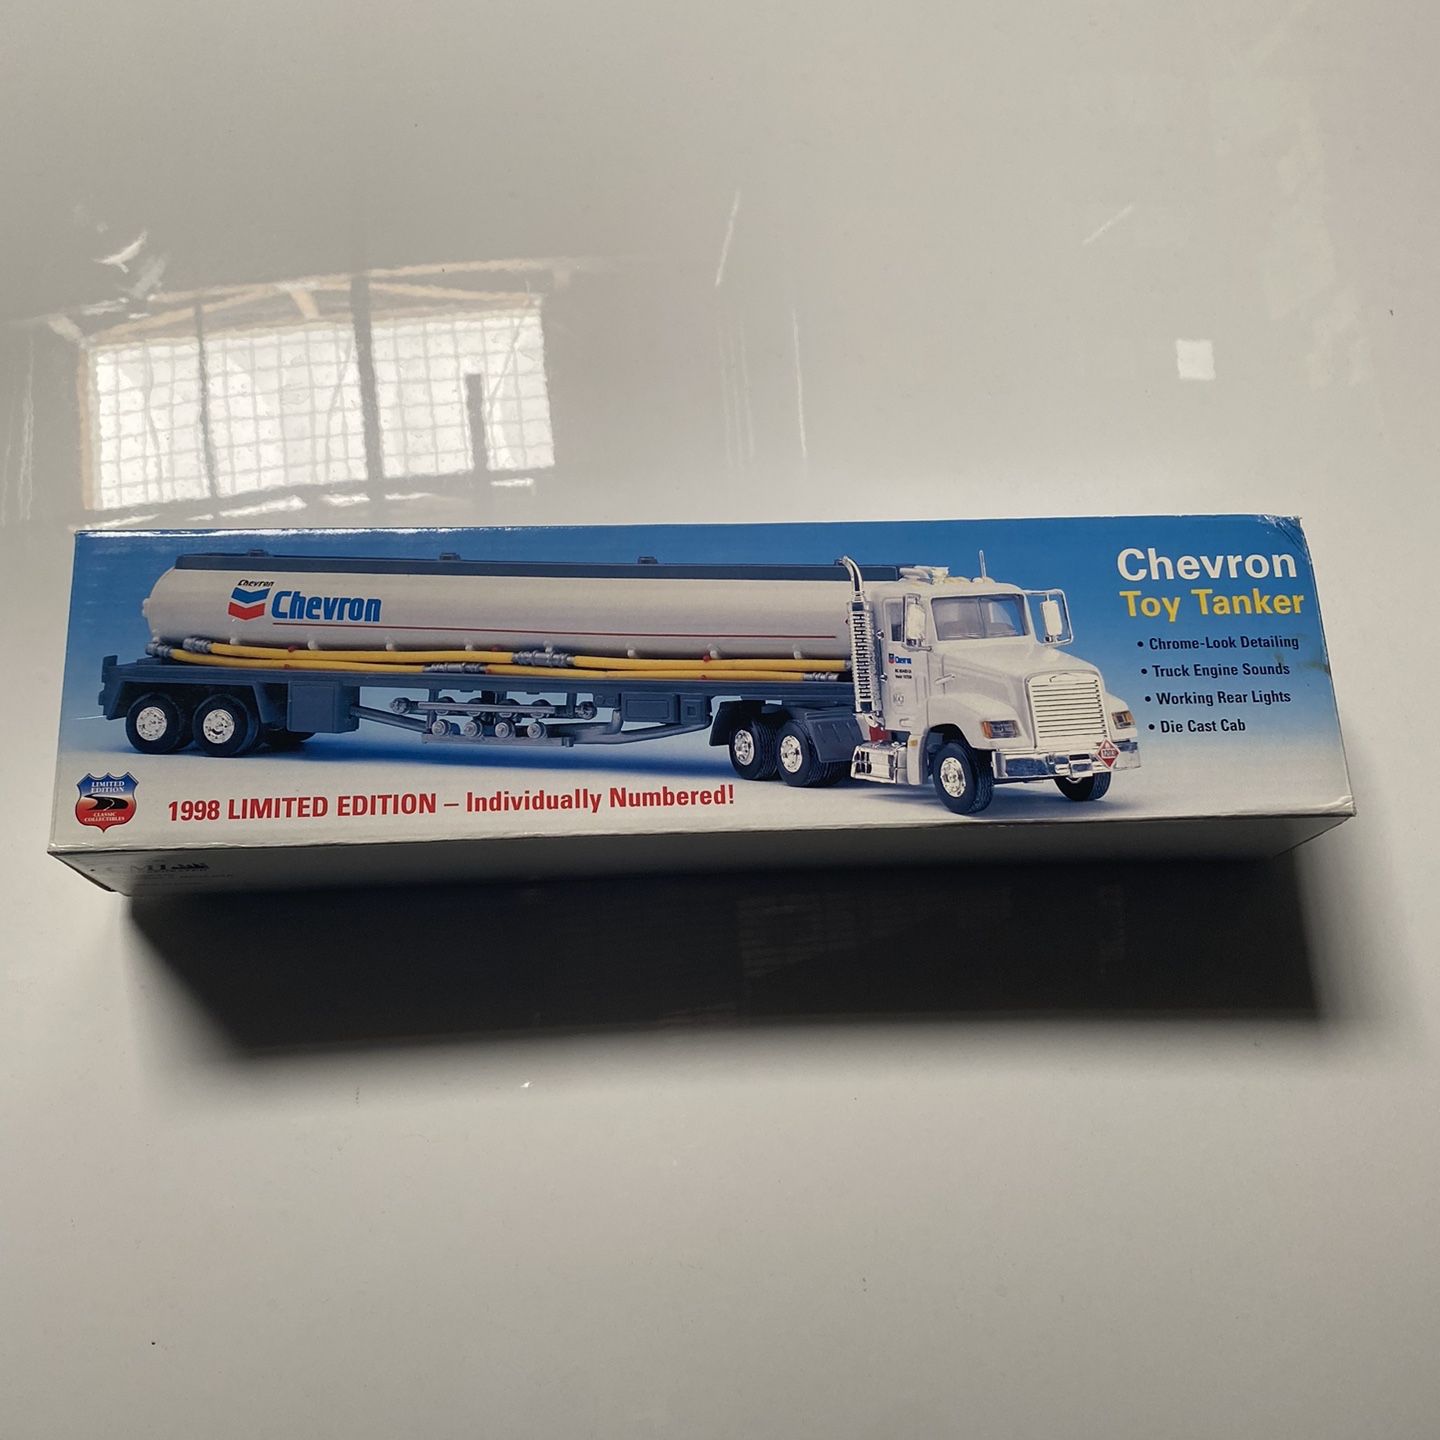 Chevron
Toy Tanker
• Chrome-Look Detailing
• Truck Engine Sounds
• Working Rear Lights
• Die Cast Cab
Chevron
Chevron
Chevron
LIMITED
EDITION
CLASSIC
COLLECTIBLES
1998 LIMITED EDITION – Individually Numbered!